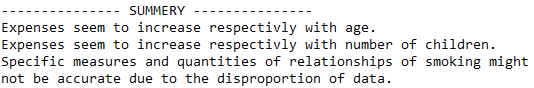 --------------- SUMMERY ---------------
Expenses seem to increase respectivly with age.
Expenses seem to increase respectivly with number of children.
Specific measures and quantities of relationships of smoking might
not be accurate due to the disproportion of data.